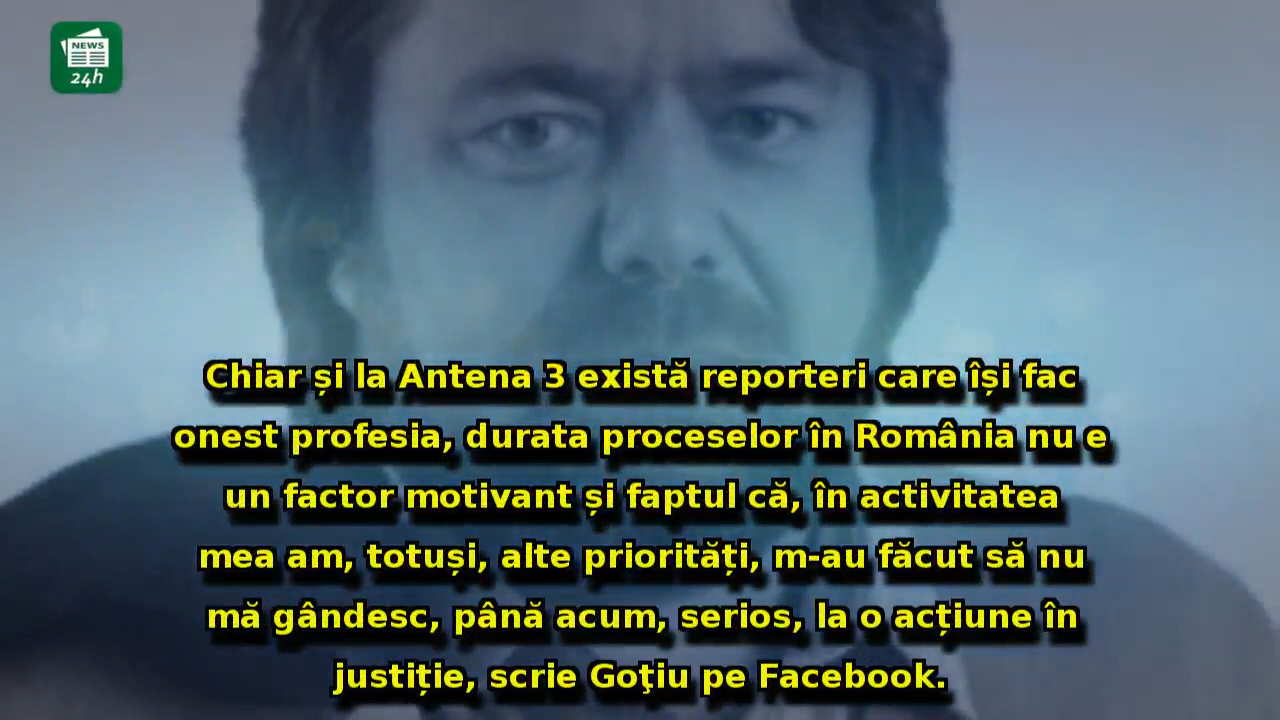 NEWS
24h
Chiar și la Antena 3 există reporteri care își fac
onest profesia, durata proceselor în România nu e
un factor motivant și faptul că, în activitatea
mea am, totuși, alte priorități, m-au făcut să nu
mă gândesc, până acum, serios, la o acțiune în
justiție, scrie Goţiu pe Facebook.